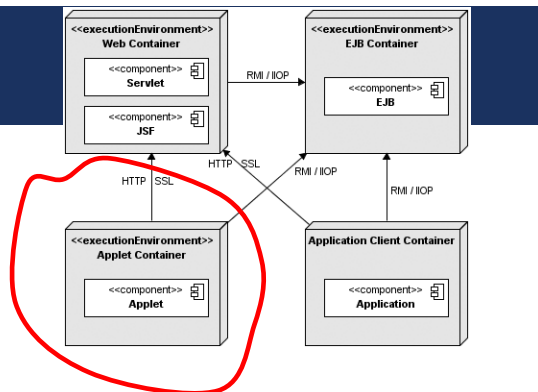 <<executionEnvironment>>
Web Container
<<component>>
Servlet
<<component>>
JSF
RMI / IIOP
<<executionEnvironment>>
EJB Container
<<component>>
EJB
HTTP SSL
HTTP SSL
RMI / IIOP
RMI / IIOP
<<executionEnvironment>>
Applet Container
<<component>>
Applet
Application Client Container
<<component>>
Application